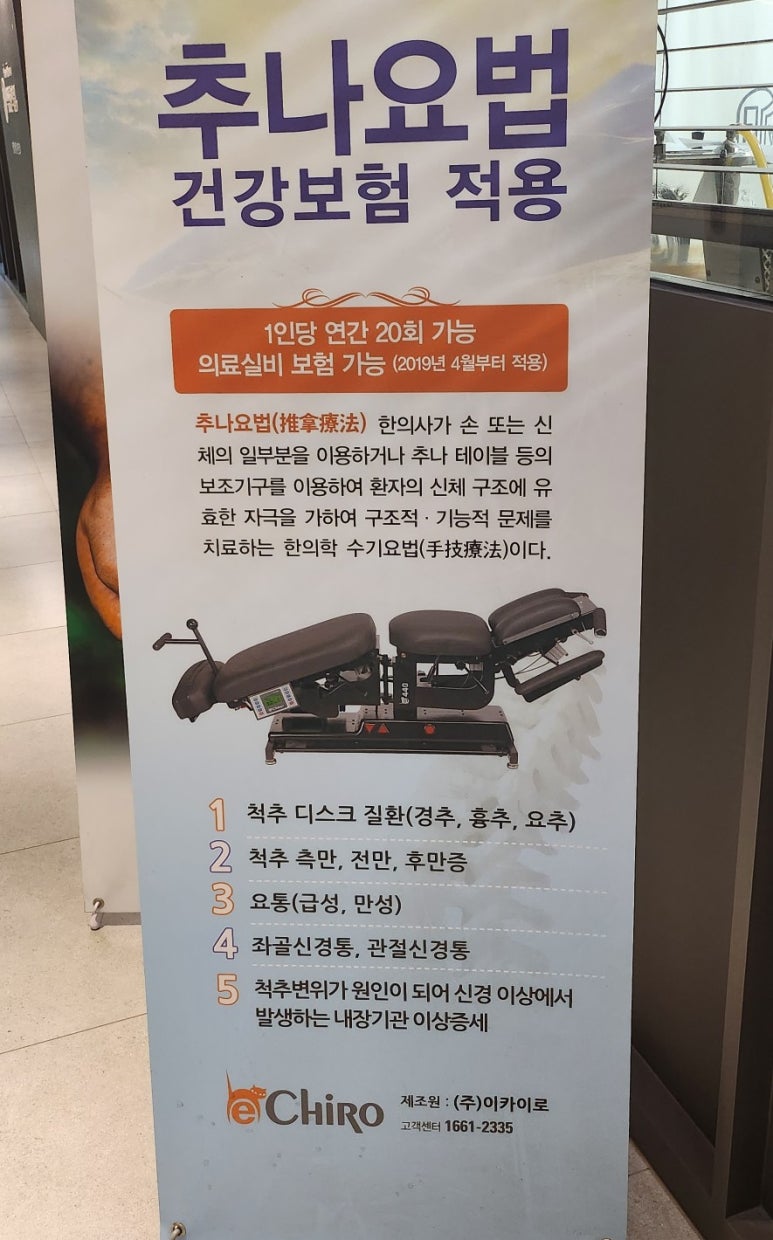 추나요법
건강보험 적용
1인당 연간 20회 가능
의료실비 보험 가능 (2019년 4월부터 적용)
추나요법(推拿療法) 한의사가 손 또는 신
체의 일부분을 이용하거나 추나 테이블 등의
보조기구를 이용하여 환자의 신체 구조에 유
효한 자극을 가하여 구조적·기능적 문제를
치료하는 한의학 수기요법(手技療法)이다.
440
1 척추 디스크 질환(경추, 흉추, 요추)
2 척추 측만, 전만, 후만증
3 요통(급성, 만성)
4 좌골신경통, 관절신경통
5 척추변위가 원인이 되어 신경 이상에서
발생하는 내장기관 이상증세
eChiRO
제조원 : (주)이카이로
고객센터 1661-2335